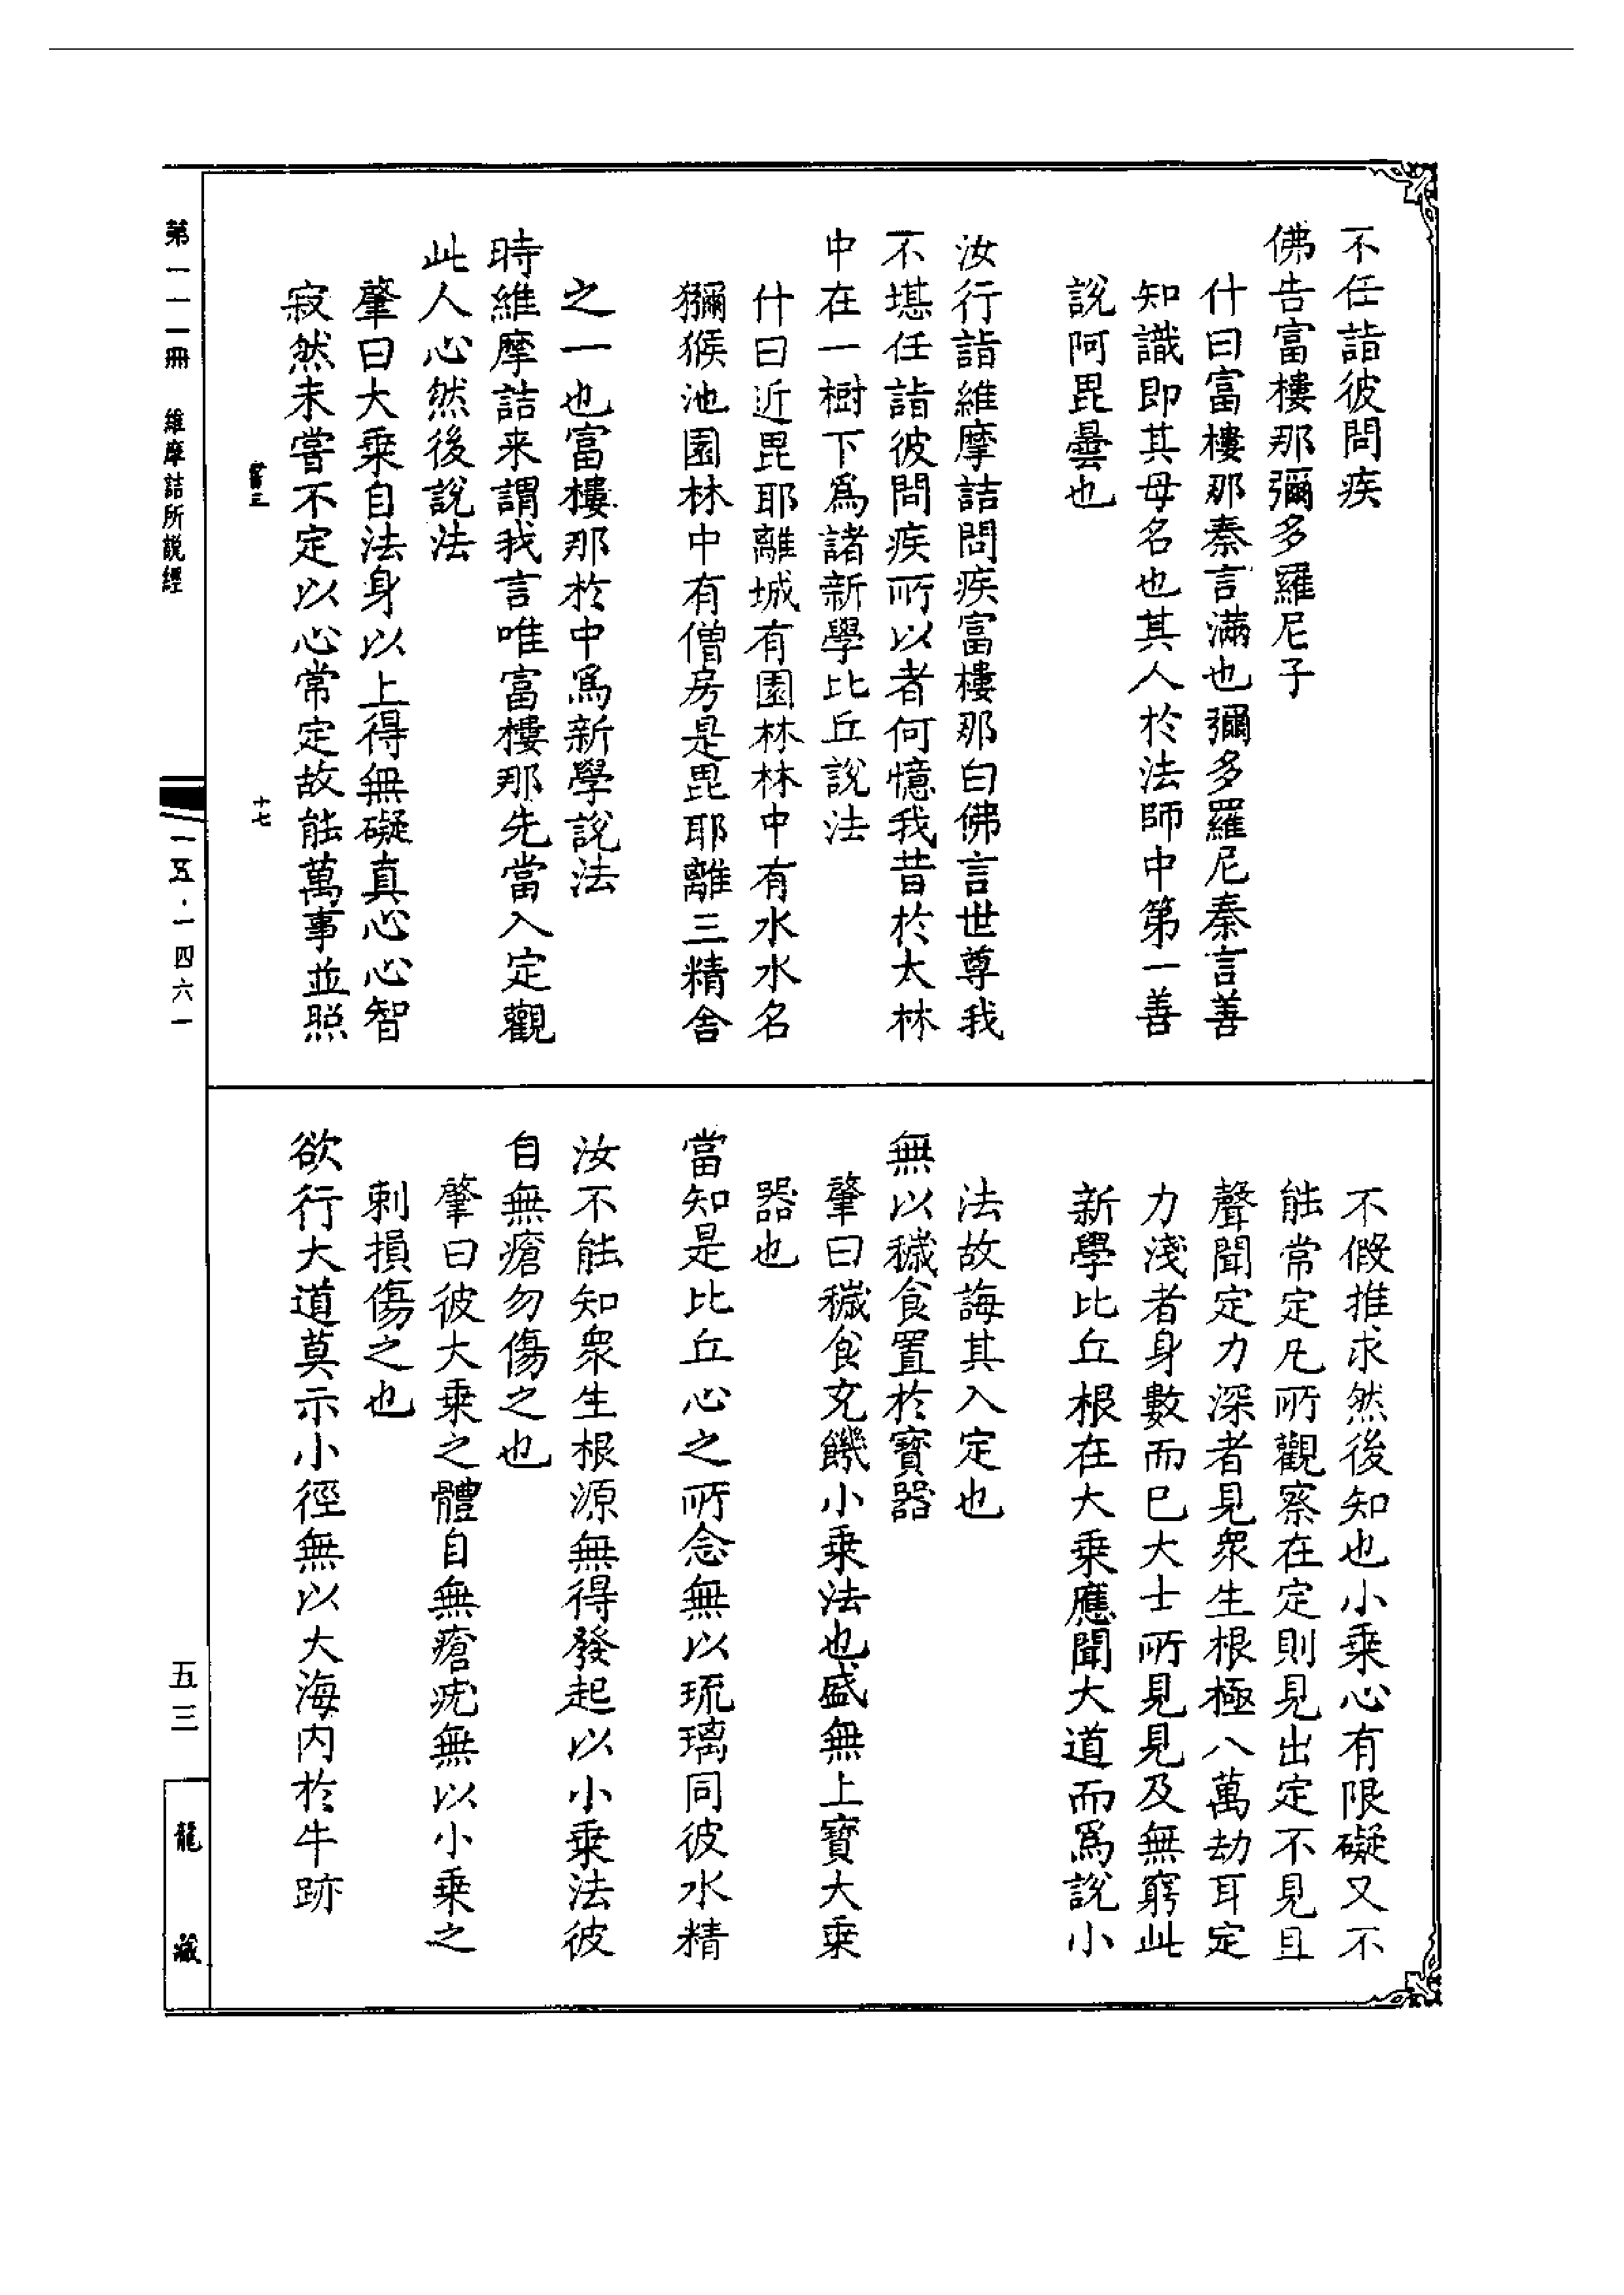 不任詣彼問疾
佛告富樓那彌多羅尼子
什曰富樓那秦言滿也彌多羅尼秦言善
知識即其母名也其人於法師中第一善
說阿毘曇也
汝行詣維摩詰問疾富樓那白佛言世尊我
不堪任詣彼問疾所以者何憶我昔於大林
中在一樹下爲諸新學比丘說法
什曰近毘耶離城有園林林中有水水名
獼猴池園林中有僧房是毘耶離三精舍
之一也富樓那於中爲新學說法
時維摩詰来謂我言唯富樓那先當入定觀
此人心然後說法
肇曰大乗自法身以上得無礙真心心智
寂然未嘗不定以心常定故能萬事並照
十七
不假推求然後知也小乗心有限礙又不
能常定凡所觀察在定則見出定不見且
聲聞定力深者見衆生根極八萬劫耳定
力淺者身數而巳大士所見見及無窮此
新學比丘根在大乗應聞大道而爲說小
法故誨其入定也
無以穢食置於寶器
肇曰穢食充饑小乗法也盛無上寶大乗
器也
當知是比丘心之所念無以琉璃同彼水精
汝不能知衆生根源無得發起以小乗法彼
自無瘡勿傷之也
肇曰彼大乗之體自無瘡疣無以小乗之
刺損傷之也
欲行大道莫示小徑無以大海内於牛跡
第一一一冊 維摩詰所説經
一五·一四六一
五三
龍藏